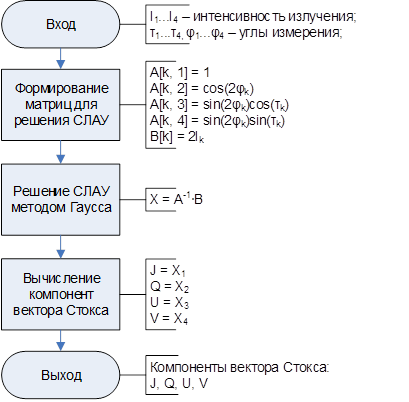 Вход
I₁...I₄ – интенсивность излучения;
τ₁...τ₄, φ₁...φ₄ – углы измерения;
Формирование
матриц для
решения СЛАУ
A[k, 1] = 1
A[k, 2] = cos(2φₖ)
A[k, 3] = sin(2φₖ)cos(τₖ)
A[k, 4] = sin(2φₖ)sin(τₖ)
B[k] = 2Iₖ
Решение СЛАУ
методом Гаусса
X = A⁻¹·B
Вычисление
компонент
вектора Стокса
J = X₁
Q = X₂
U = X₃
V = X₄
Выход
Компоненты вектора Стокса:
J, Q, U, V